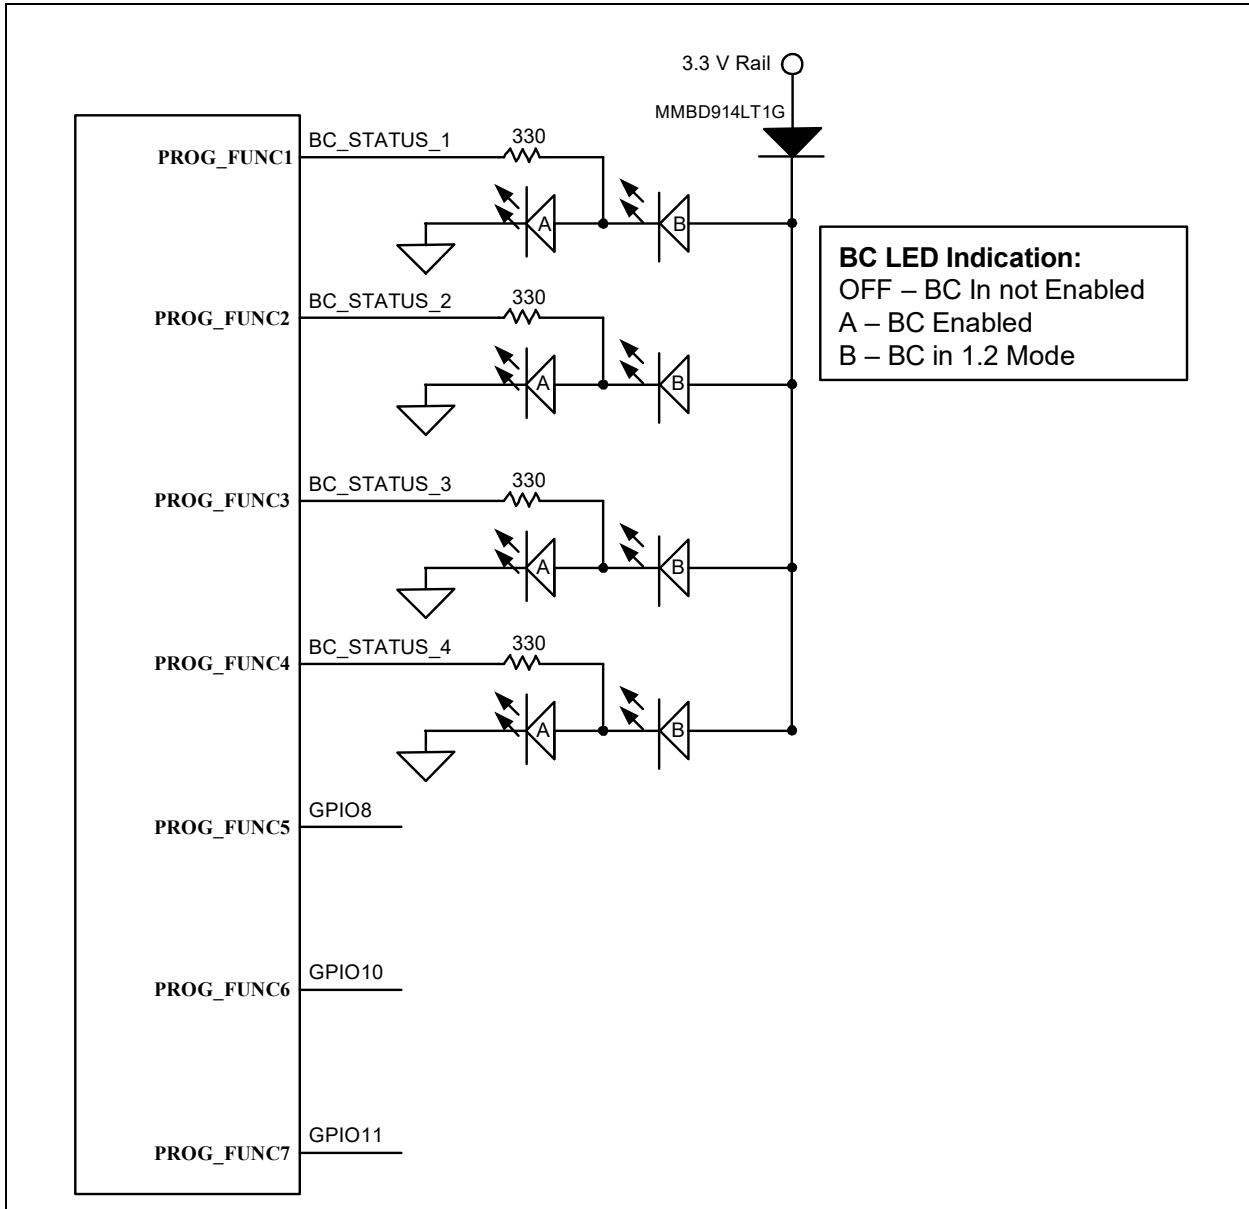 3.3 V Rail
MMBD914LT1G
PROG_FUNC1
BC_STATUS_1
330
A
B
BC LED Indication:
OFF – BC In not Enabled
A – BC Enabled
B – BC in 1.2 Mode
PROG_FUNC2
BC_STATUS_2
330
A
B
PROG_FUNC3
BC_STATUS_3
330
A
B
PROG_FUNC4
BC_STATUS_4
330
A
B
PROG_FUNC5
GPIO8
PROG_FUNC6
GPIO10
PROG_FUNC7
GPIO11